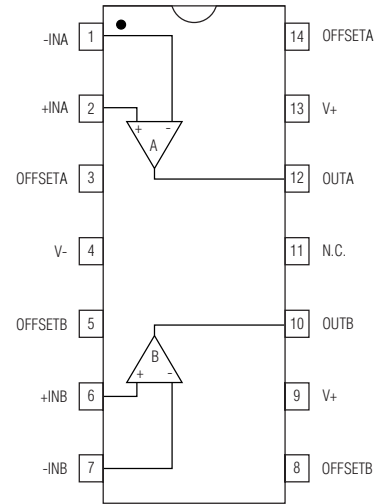 -INA 1 14 OFFSETA
+INA 2 13 V+
+ -
A
OFFSETA 3 12 OUTA
V- 4 11 N.C.
OFFSETB 5 10 OUTB
B
+ -
+INB 6 9 V+
-INB 7 8 OFFSETB